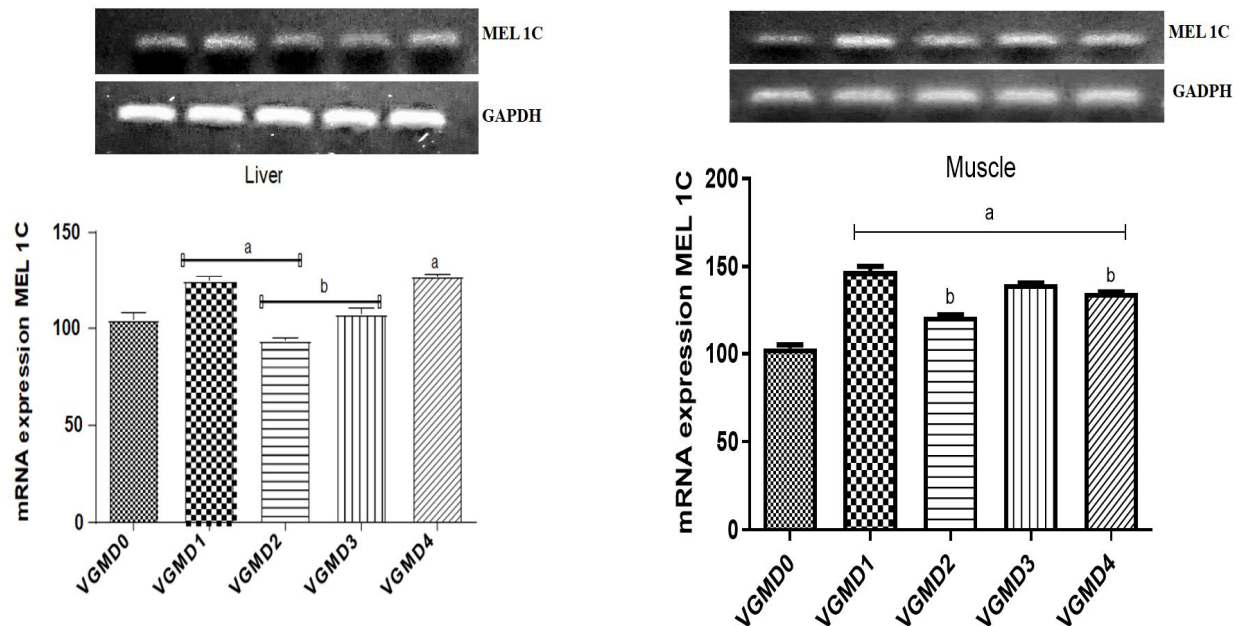 MEL 1C
GAPDH
Liver
mRNA expression MEL 1C
150
100
50
0
a
b
a
VGMD0
VGMD1
VGMD2
VGMD3
VGMD4
MEL 1C
GADPH
Muscle
mRNA expression MEL 1C
200
150
100
50
0
a
b
b
VGMD0
VGMD1
VGMD2
VGMD3
VGMD4